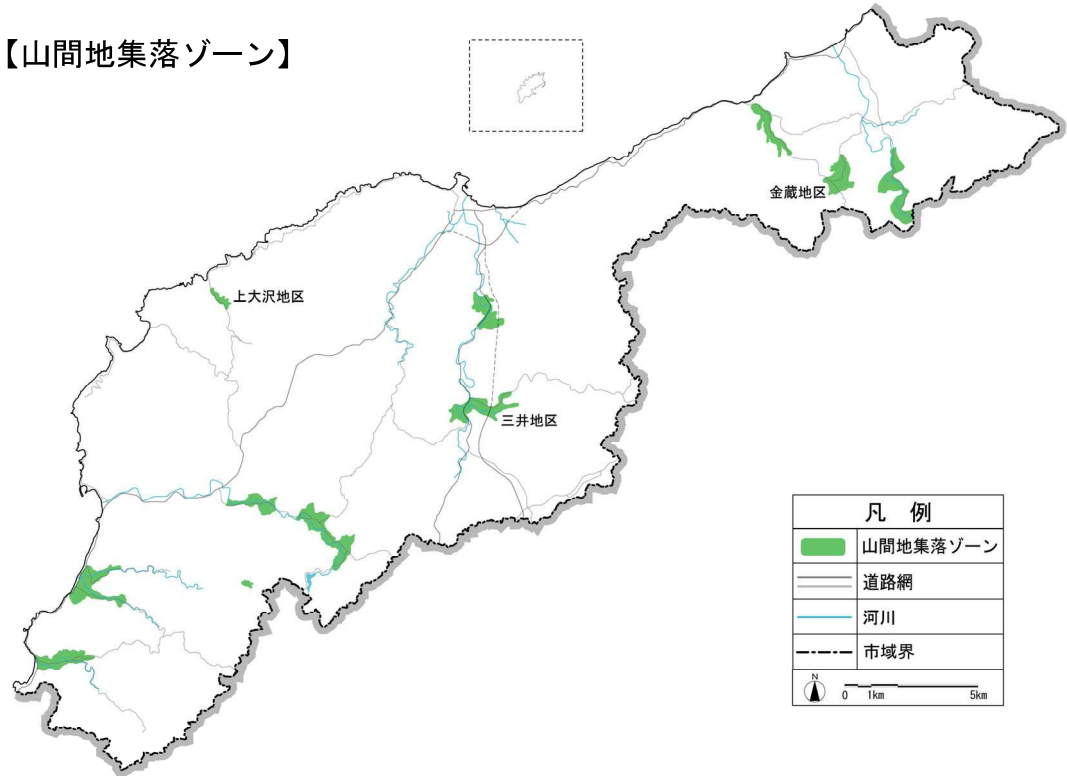 【山間地集落ゾーン】
金蔵地区
上大沢地区
三井地区
凡 例
山間地集落ゾーン
道路網
河川
市域界
N
0 1km 5km